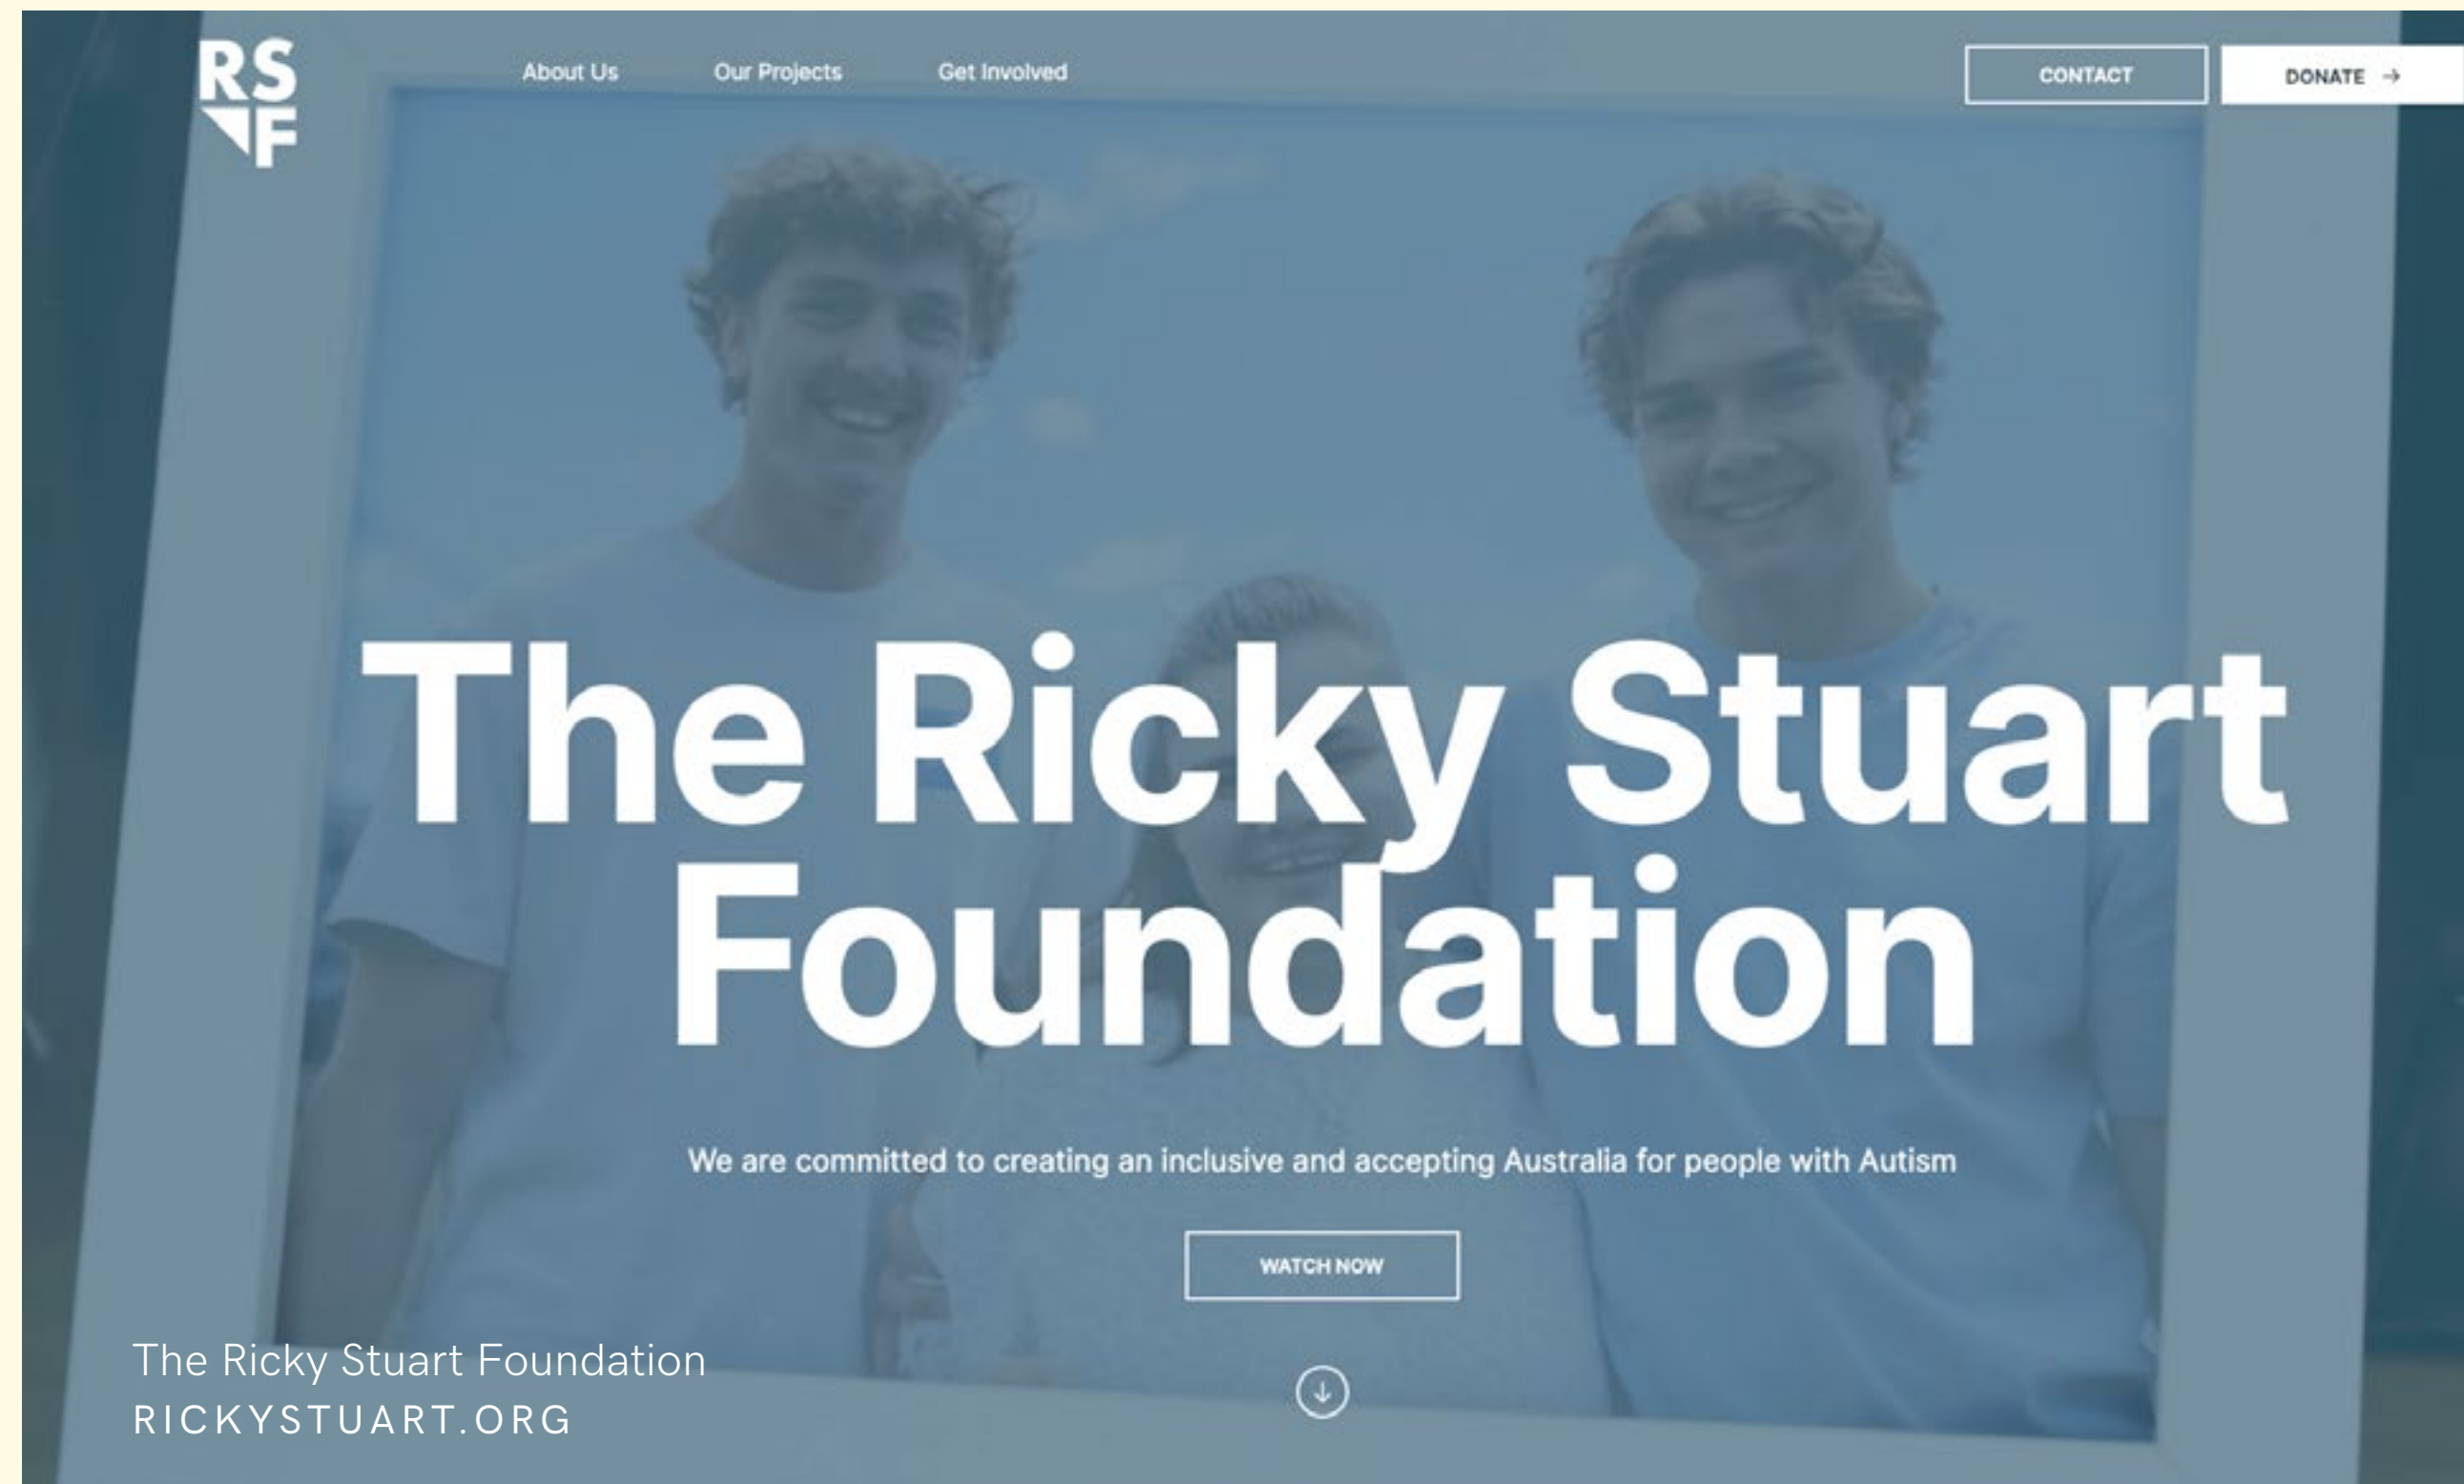 RS
F
About Us
Our Projects
Get Involved
CONTACT
DONATE →
The Ricky Stuart
Foundation
We are committed to creating an inclusive and accepting Australia for people with Autism
WATCH NOW
The Ricky Stuart Foundation
RICKYSTUART.ORG